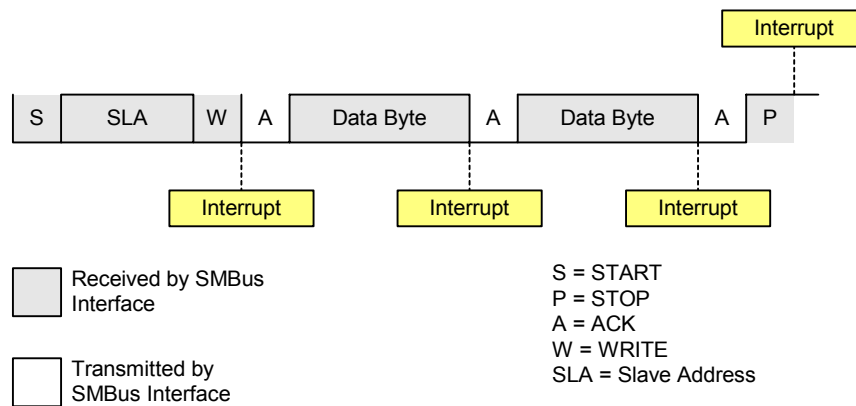 Interrupt
S SLA W A Data Byte A Data Byte A P
Interrupt Interrupt Interrupt
Received by SMBus
Interface
Transmitted by
SMBus Interface
S = START
P = STOP
A = ACK
W = WRITE
SLA = Slave Address